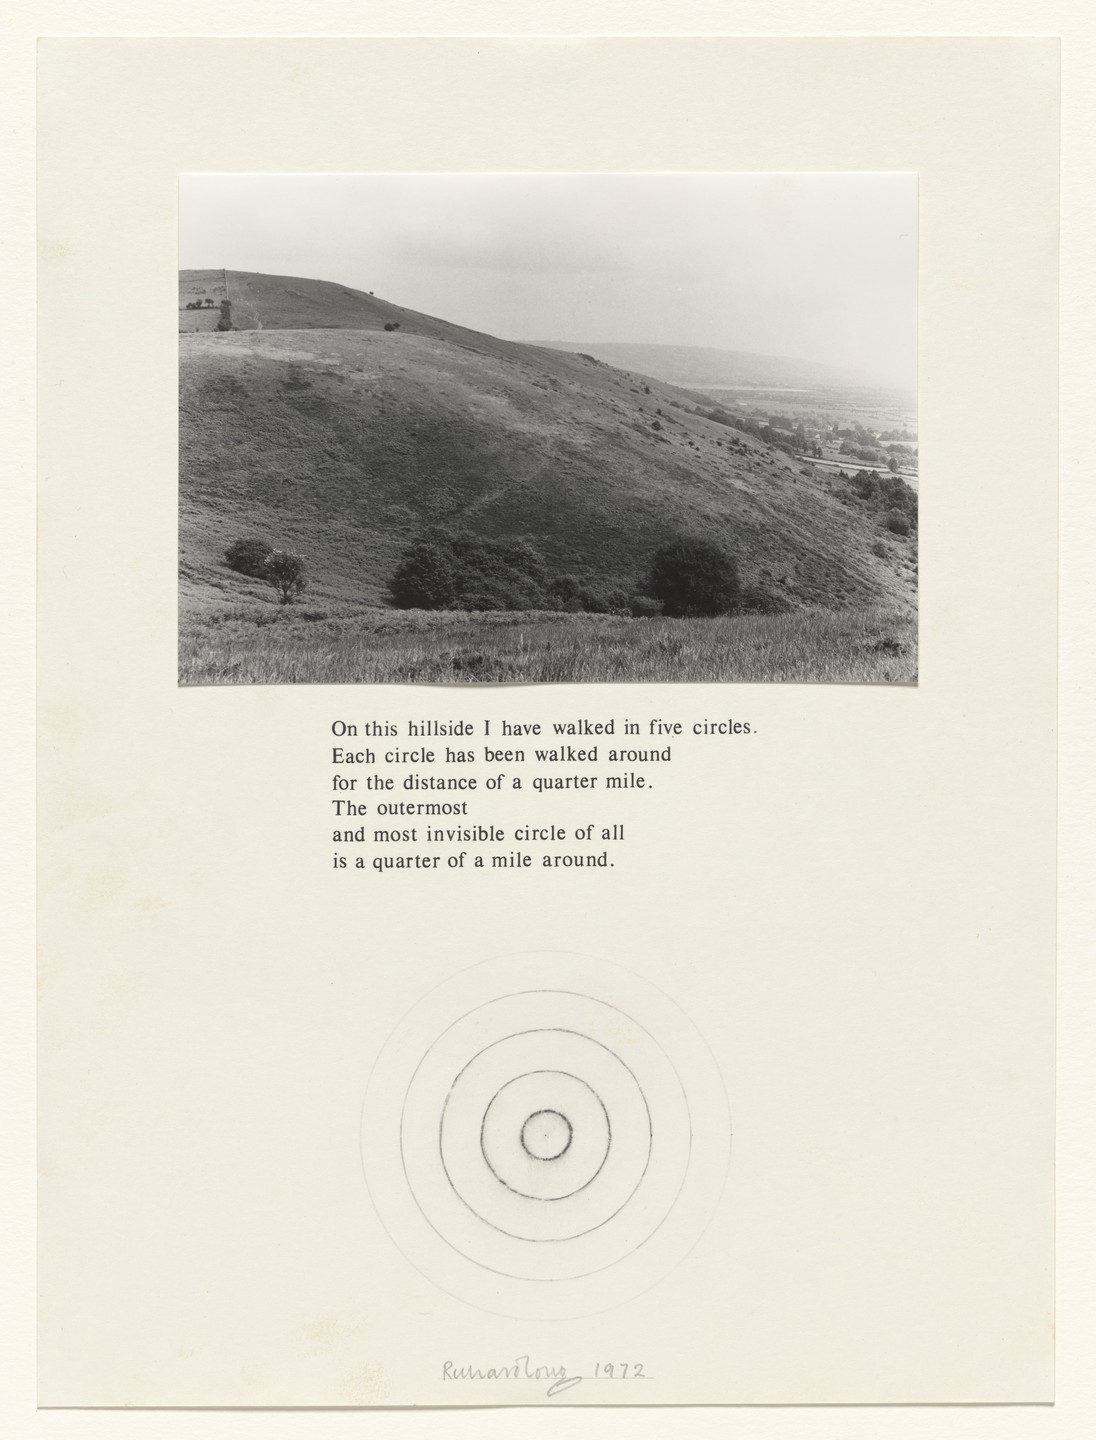 On this hillside I have walked in five circles.
Each circle has been walked around
for the distance of a quarter mile.
The outermost
and most invisible circle of all
is a quarter of a mile around.
Richard Long 1972